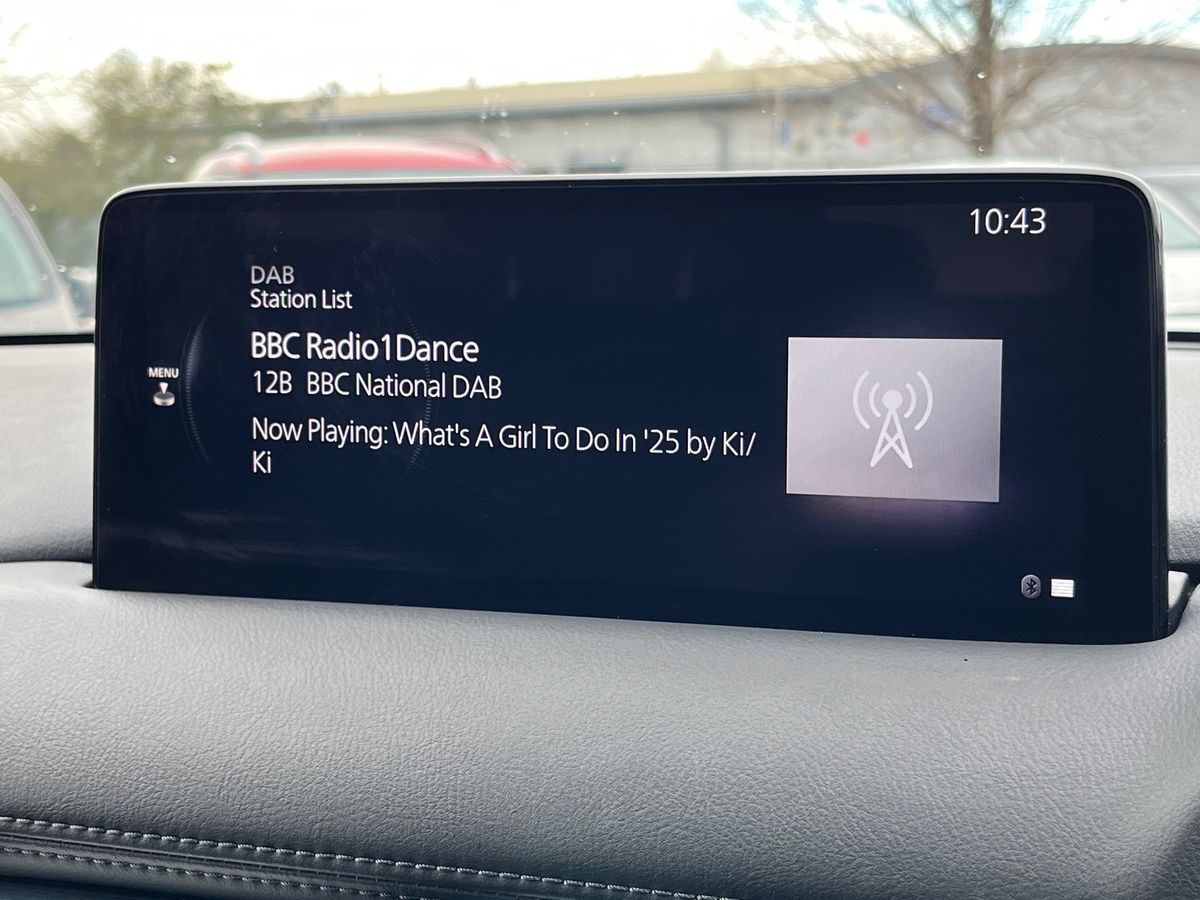 10:43
DAB
Station List
BBC Radio1Dance
MENU
12B BBC National DAB
Now Playing: What's A Girl To Do In '25 by Ki/
Ki